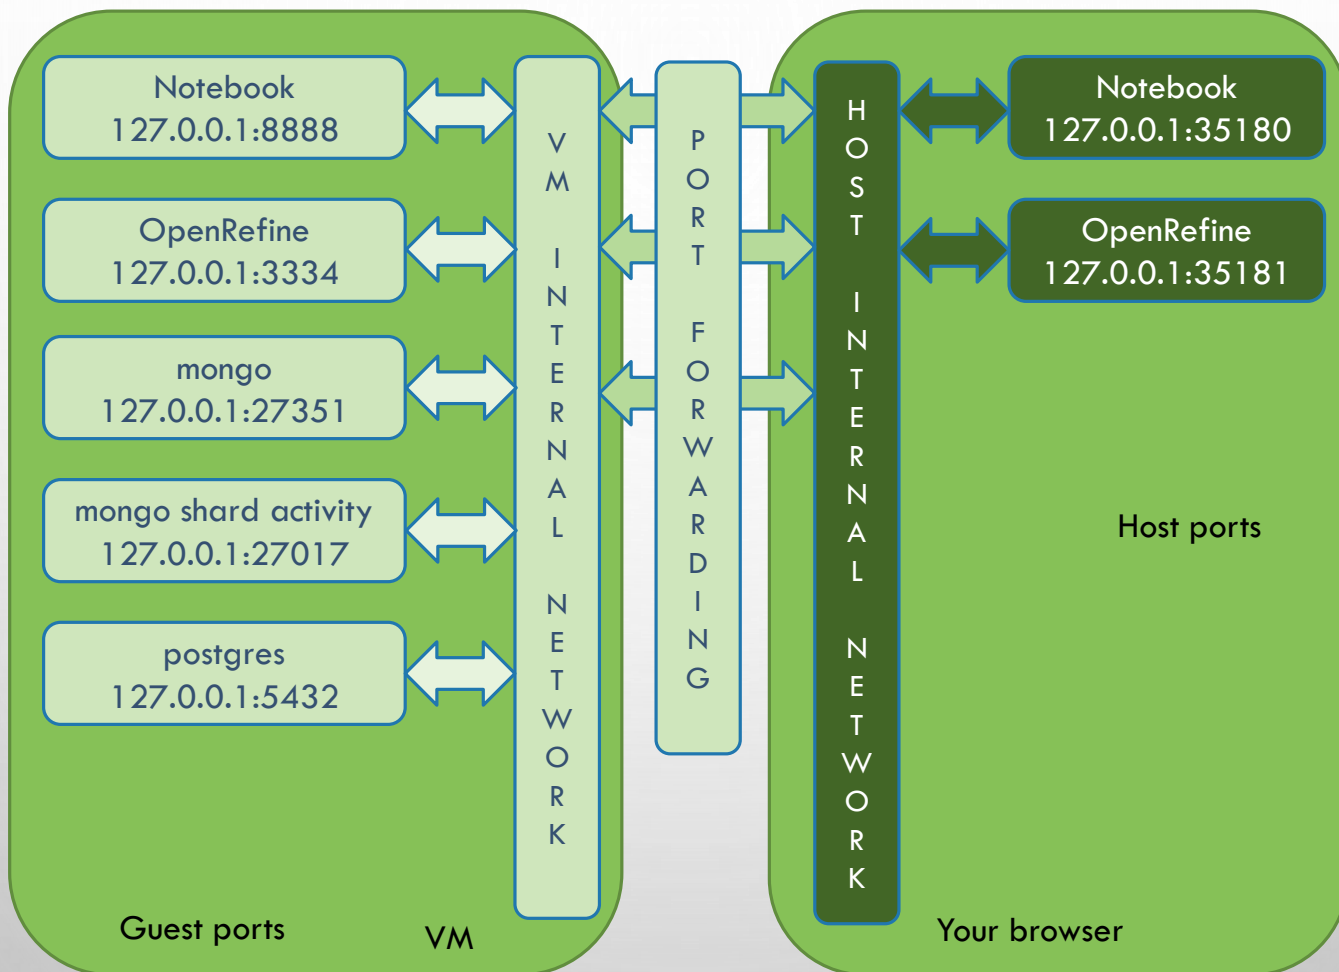 Notebook
127.0.0.1:8888
OpenRefine
127.0.0.1:3334
mongo
127.0.0.1:27351
mongo shard activity
127.0.0.1:27017
postgres
127.0.0.1:5432
Guest ports
VM
VM INTERNAL NETWORK
PORT FORWARDING
HOST INTERNAL NETWORK
Notebook
127.0.0.1:35180
OpenRefine
127.0.0.1:35181
Host ports
Your browser